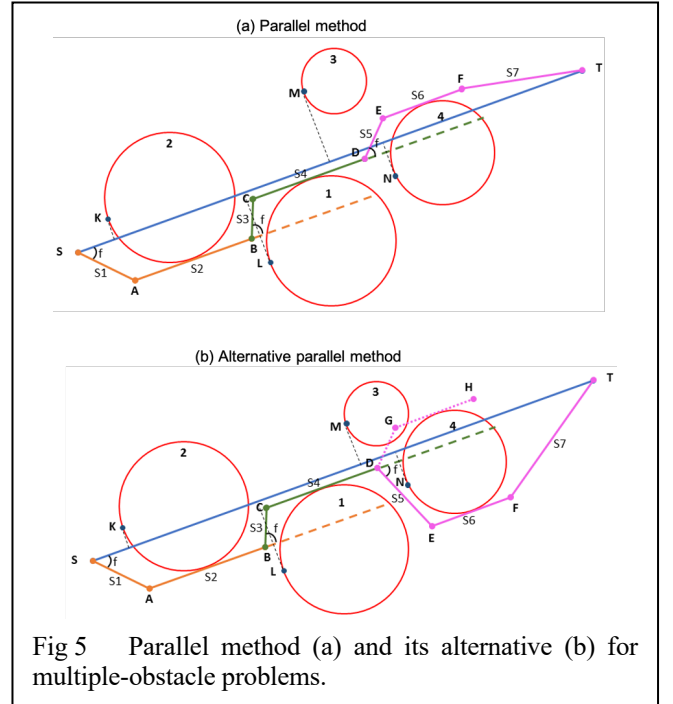 (a) Parallel method
3
T
S7
F
S6
M
E
4
2
S5
f
D
S4
N
1
C
K
S3
f
B
S
f
L
S1
S2
A
(b) Alternative parallel method
T
H
3
G
M
4
2
S7
D
f
S4
N
1
S5
C
F
K
S3
f
S6
E
B
S
f
L
S1
S2
A
Fig 5 Parallel method (a) and its alternative (b) for
multiple-obstacle problems.